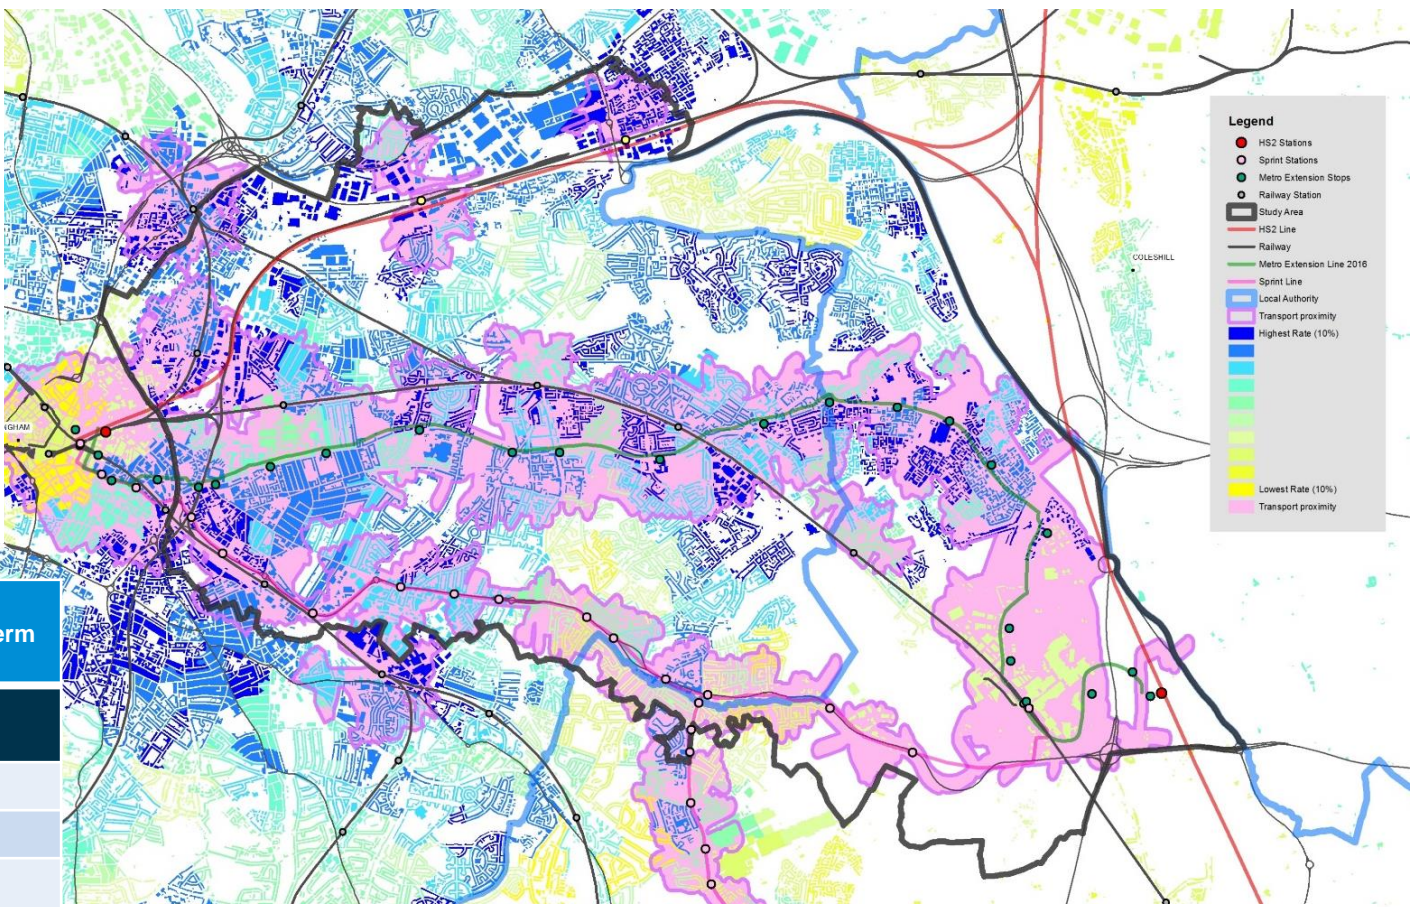 Legend
HS2 Stations
Sprint Stations
Metro Extension Stops
Railway Station
Study Area
HS2 Line
Railway
Metro Extension Line 2016
Sprint Line
Local Authority
Transport proximity
Highest Rate (10%)
Lowest Rate (10%)
Transport proximity
COLESHILL
NGHAM
erm